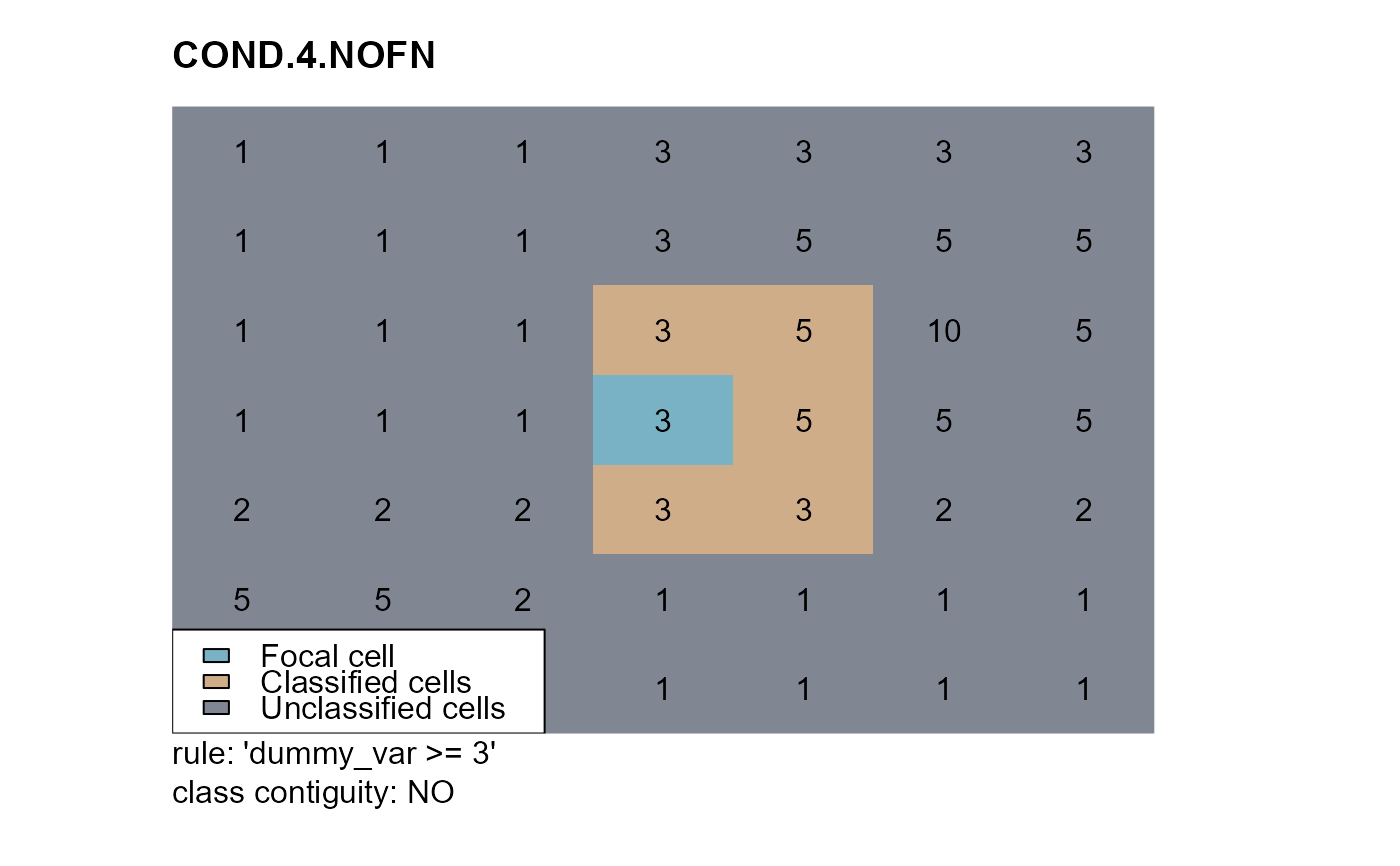 COND.4.NOFN
1 1 1 3 3 3 3
1 1 1 3 5 5 5
1 1 1 3 5 10 5
1 1 1 3 5 5 5
2 2 2 3 3 2 2
5 5 2 1 1 1 1
Focal cell
Classified cells
1 1 1 1
Unclassified cells
rule: 'dummy_var >= 3'
class contiguity: NO